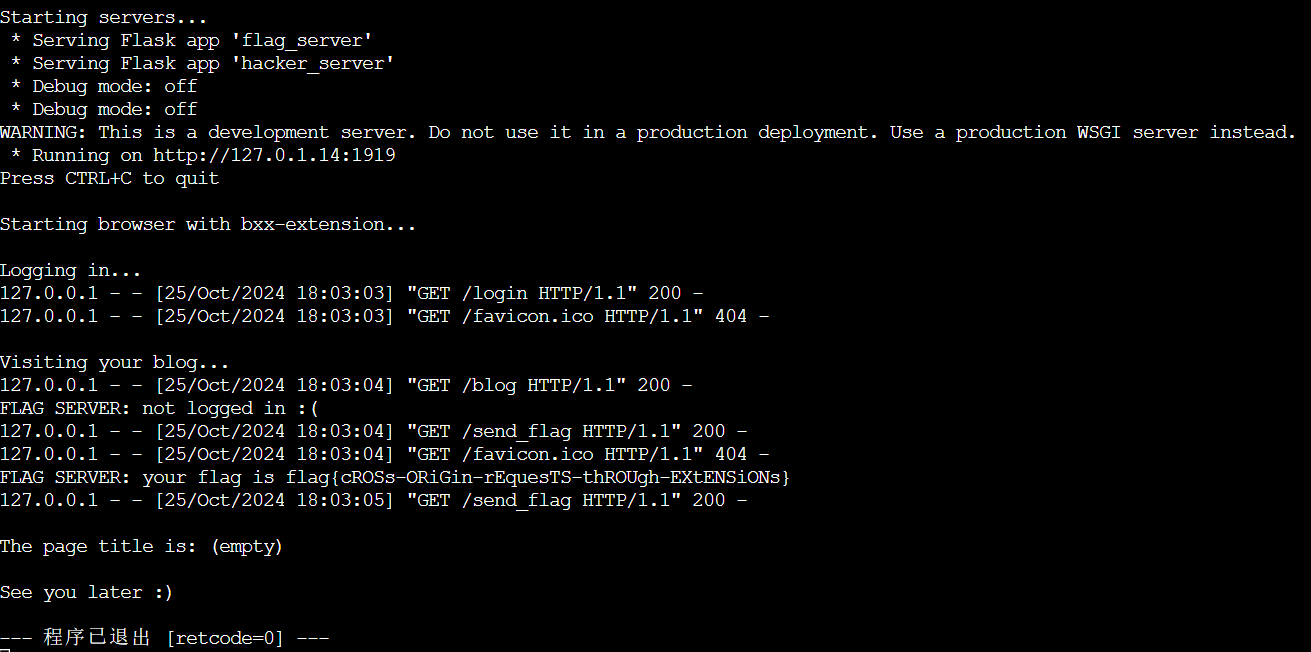 Starting servers...
 * Serving Flask app 'flag_server'
 * Serving Flask app 'hacker_server'
 * Debug mode: off
 * Debug mode: off
WARNING: This is a development server. Do not use it in a production deployment. Use a production WSGI server instead.
 * Running on http://127.0.1.14:1919
Press CTRL+C to quit

Starting browser with bxx-extension...

Logging in...
127.0.0.1 - - [25/Oct/2024 18:03:03] "GET /login HTTP/1.1" 200 -
127.0.0.1 - - [25/Oct/2024 18:03:03] "GET /favicon.ico HTTP/1.1" 404 -

Visiting your blog...
127.0.0.1 - - [25/Oct/2024 18:03:04] "GET /blog HTTP/1.1" 200 -
FLAG SERVER: not logged in :(
127.0.0.1 - - [25/Oct/2024 18:03:04] "GET /send_flag HTTP/1.1" 200 -
127.0.0.1 - - [25/Oct/2024 18:03:04] "GET /favicon.ico HTTP/1.1" 404 -
FLAG SERVER: your flag is flag{cROSs-ORiGin-rEquesTS-thROUgh-EXtENSiONs}
127.0.0.1 - - [25/Oct/2024 18:03:05] "GET /send_flag HTTP/1.1" 200 -

The page title is: (empty)

See you later :)

--- 程序已退出 [retcode=0] ---